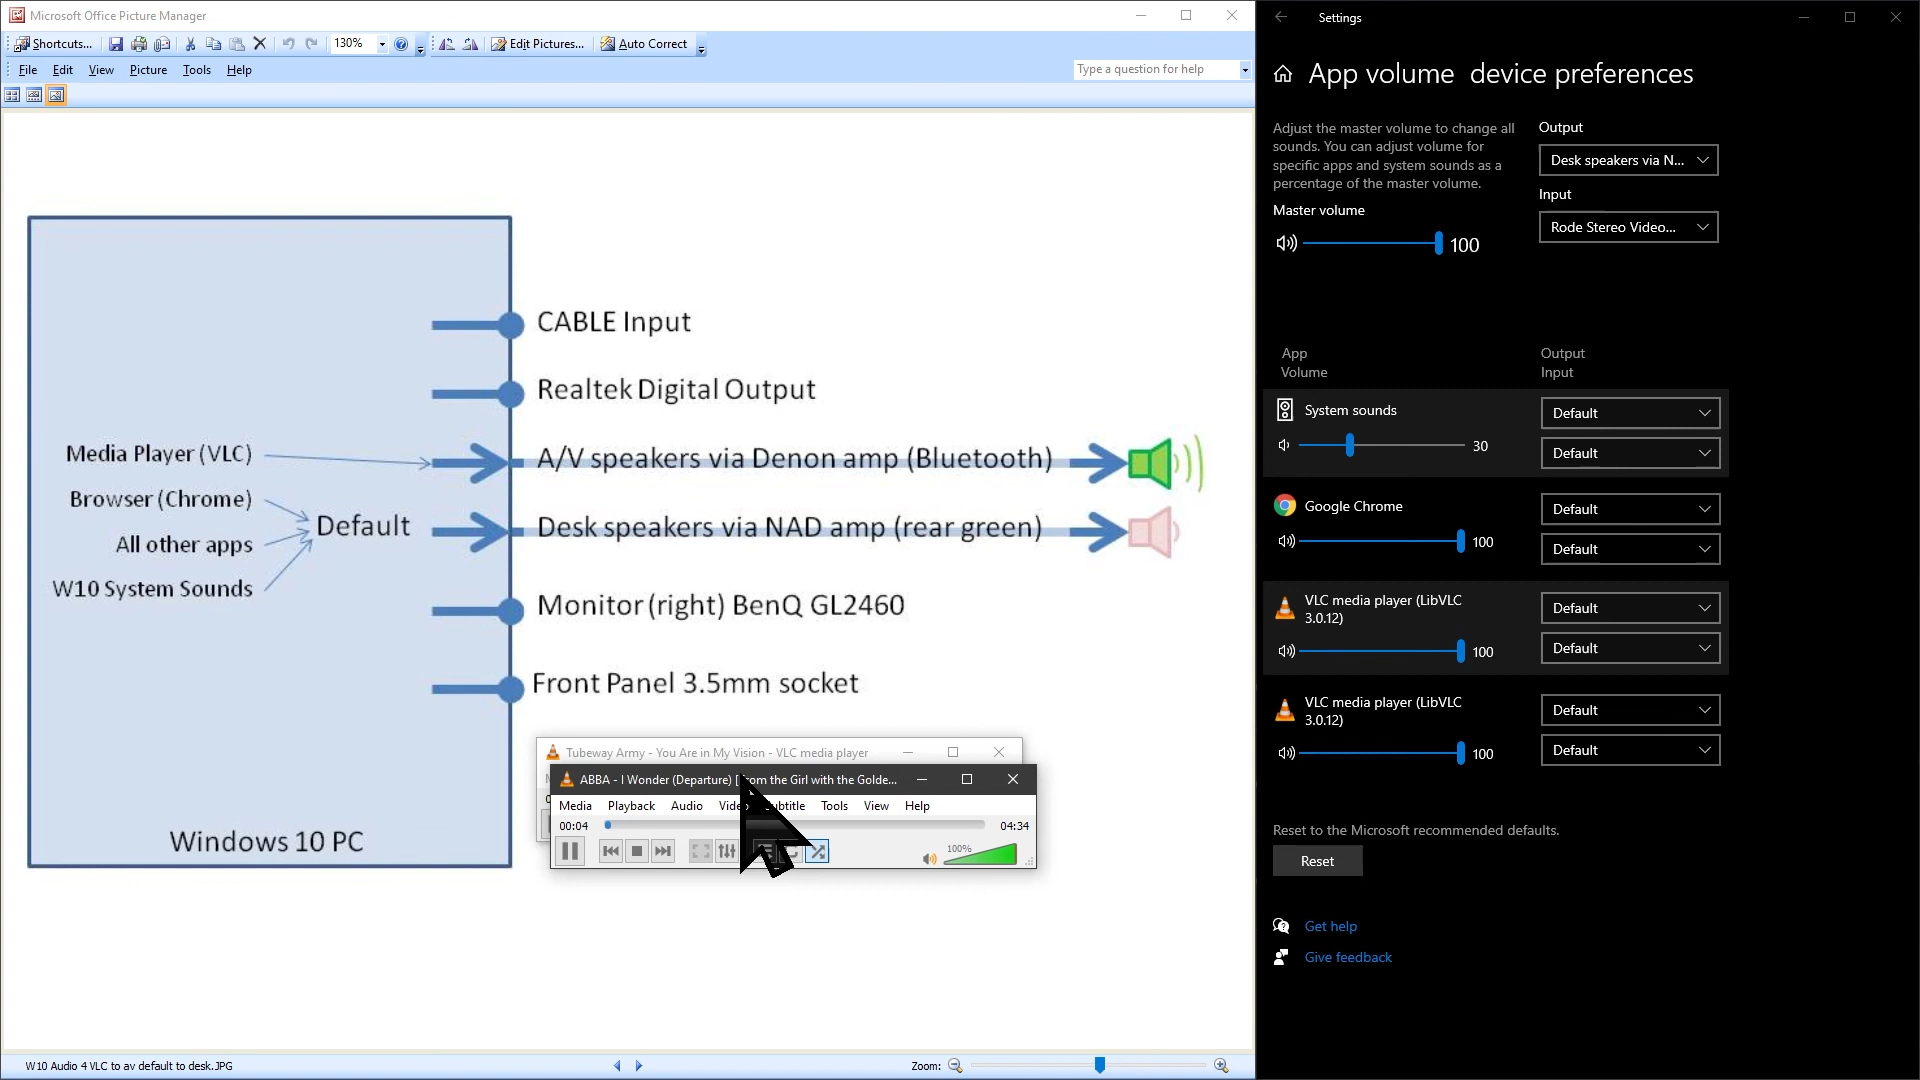 Microsoft Office Picture Manager
Shortcuts...
130%
Edit Pictures...
Auto Correct
File Edit View Picture Tools Help
Type a question for help
CABLE Input
Realtek Digital Output
Media Player (VLC)
A/V speakers via Denon amp (Bluetooth)
Browser (Chrome)
Default
Desk speakers via NAD amp (rear green)
All other apps
W10 System Sounds
Monitor (right) BenQ GL2460
Front Panel 3.5mm socket
Windows 10 PC
Tubeway Army - You Are in My Vision - VLC media player
ABBA - I Wonder (Departure) [From the Girl with the Golde...
Media Playback Audio Video Subtitle Tools View Help
00:04
04:34
100%
W10 Audio 4 VLC to av default to desk.JPG
Zoom:
Settings
App volume device preferences
Adjust the master volume to change all
sounds. You can adjust volume for
specific apps and system sounds as a
percentage of the master volume.
Master volume
100
Output
Desk speakers via N...
Input
Rode Stereo Video...
App
Volume
Output
Input
System sounds
30
Default
Default
Google Chrome
100
Default
Default
VLC media player (LibVLC
3.0.12)
100
Default
Default
VLC media player (LibVLC
3.0.12)
100
Default
Default
Reset to the Microsoft recommended defaults.
Reset
Get help
Give feedback